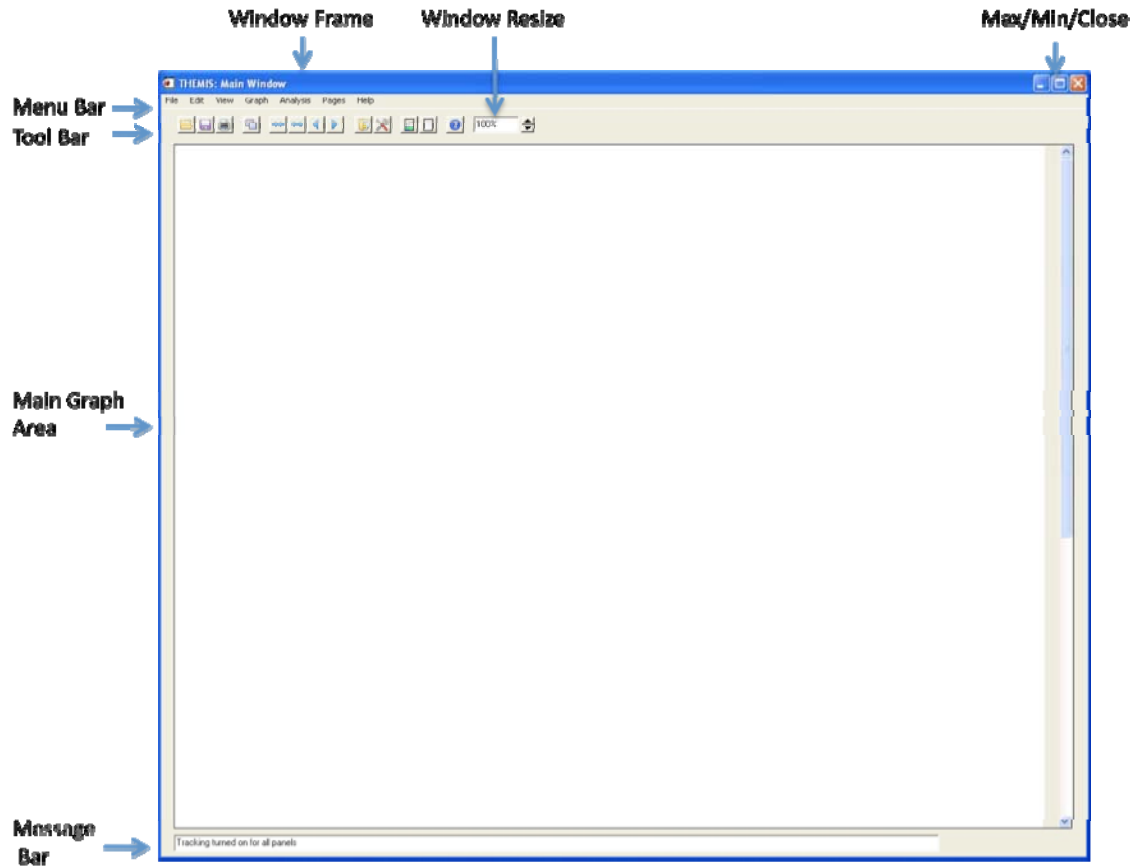 Window Frame Window Resize Max/Min/Close
THEMIS: Main Window
Menu Bar
File Edit View Graph Analysis Pages Help
Tool Bar
100%
Main Graph
Area
Message
Bar
Tracking turned on for all panels